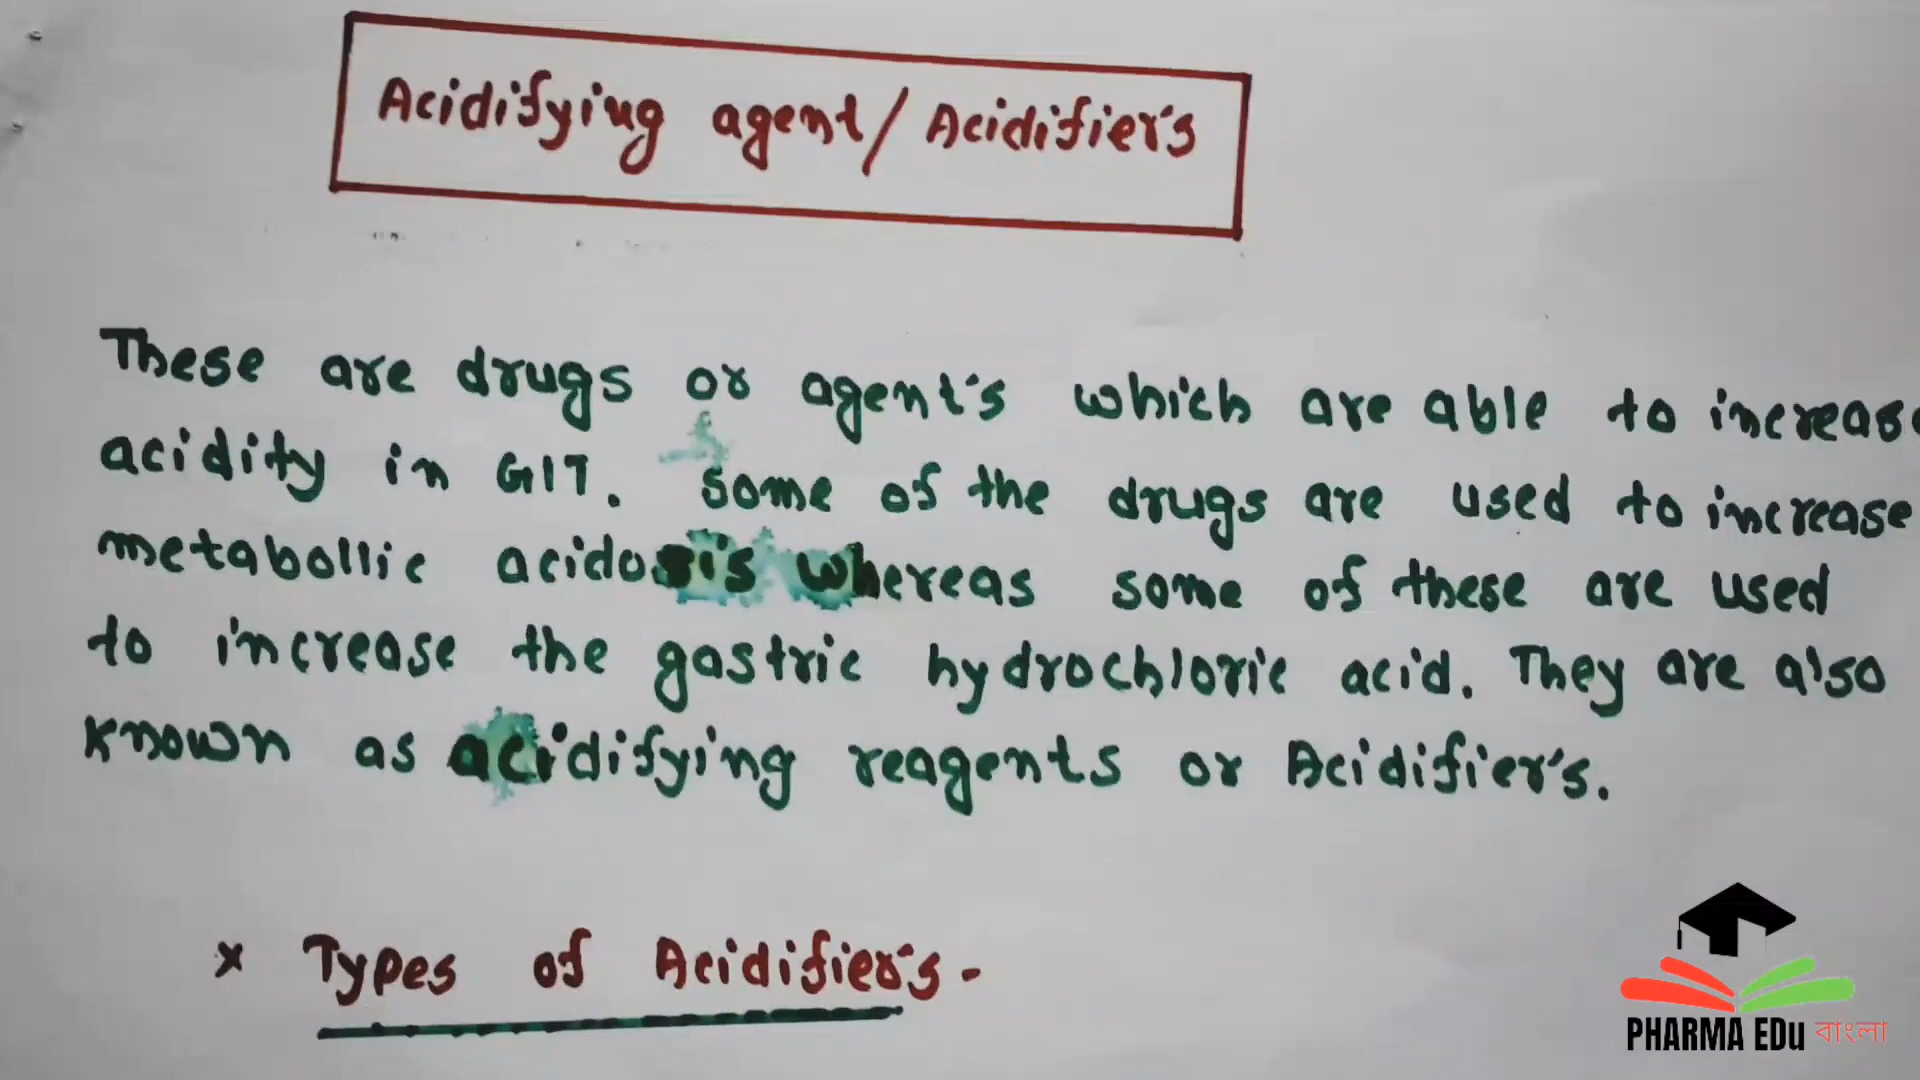 Acidifying agent/ Acidifier's
These are drugs or agent's which are able to increase
acidity in GIT. Some of the drugs are used to increase
metabollic acidosis whereas some of these are used
to increase the gastric hydrochloric acid. They are also
known as acidifying reagents or Acidifier's.
x Types of Acidifier's -
PHARMA EDu বাংলা